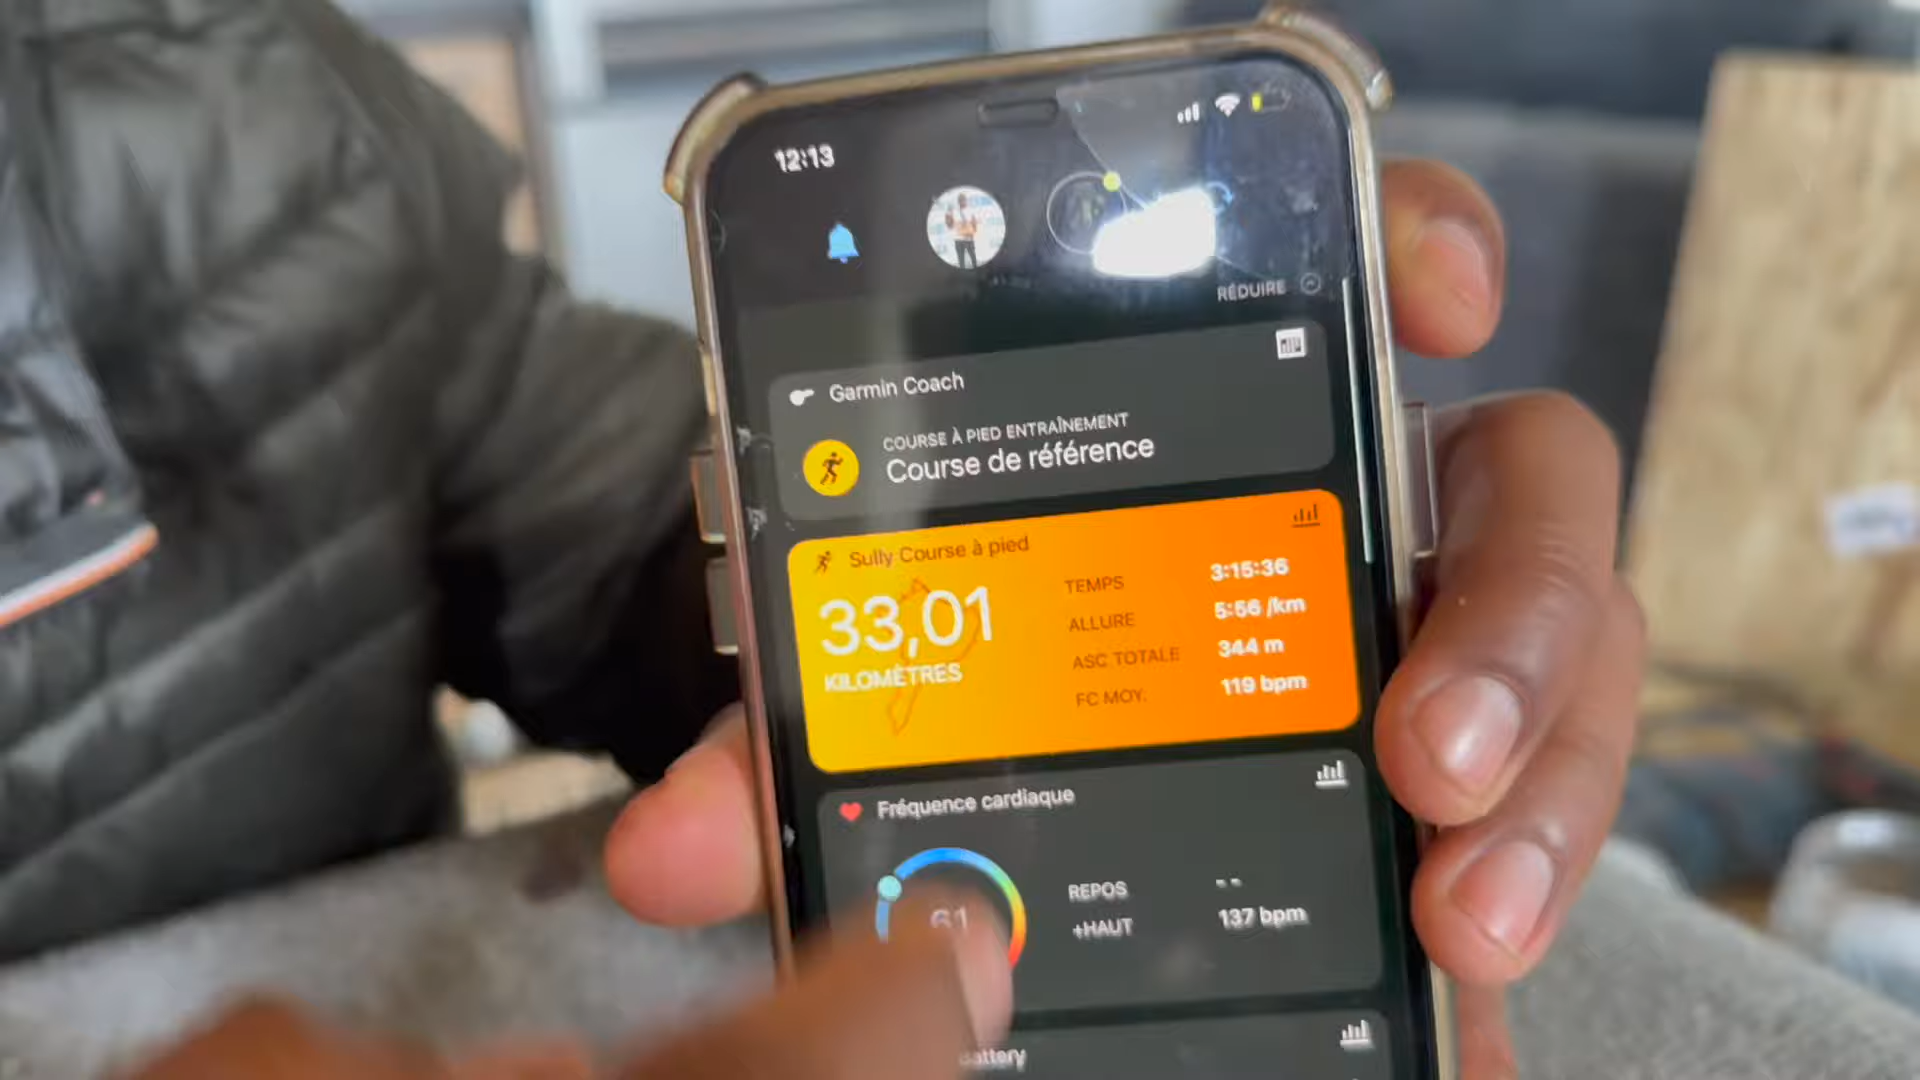 12:13
RÉDUIRE
Garmin Coach
COURSE À PIED ENTRAÎNEMENT
Course de référence
Sully Course à pied
33,01
KILOMÈTRES
TEMPS 3:15:36
ALLURE 5:56 /km
ASC TOTALE 344 m
FC MOY. 119 bpm
Fréquence cardiaque
61
REPOS --
+HAUT 137 bpm
Battery